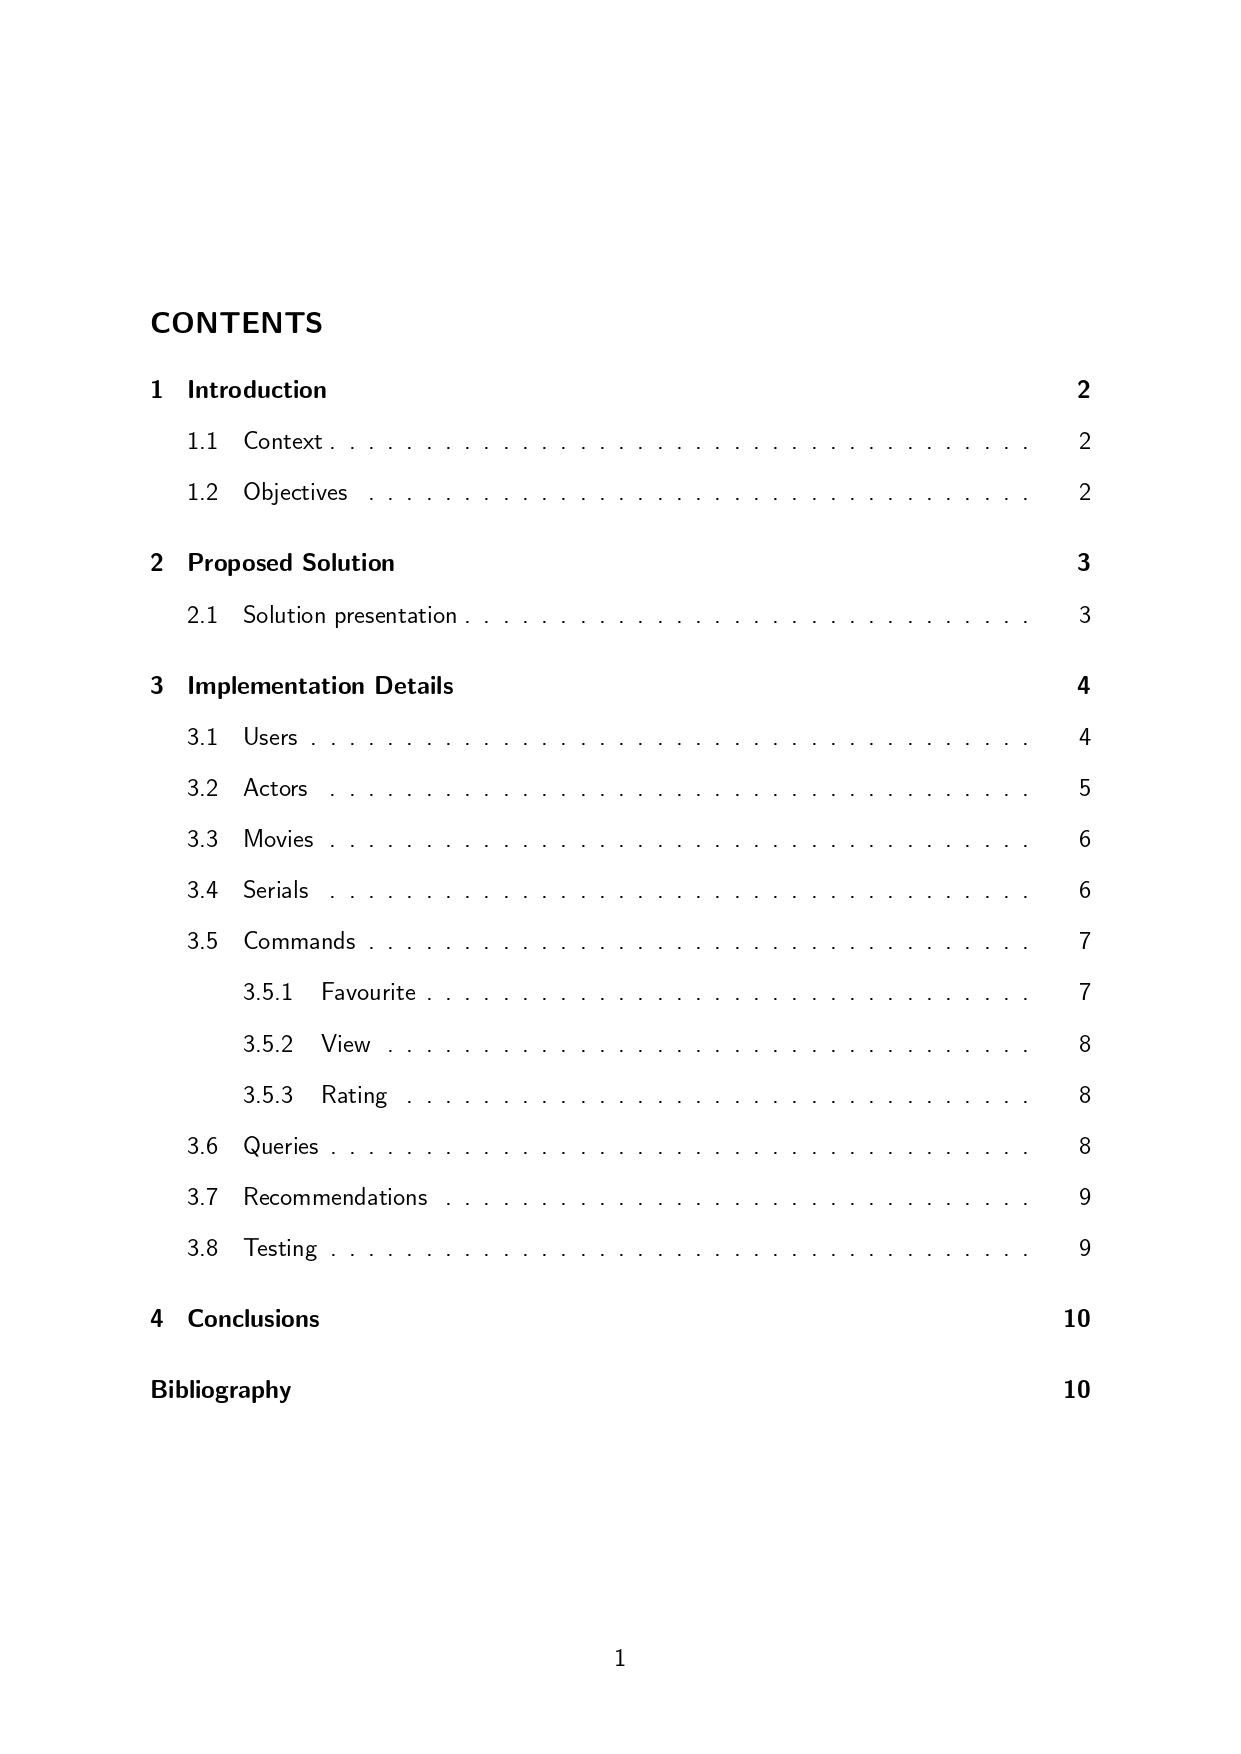 CONTENTS
1 Introduction 2
1.1 Context . . . . . . . . . . . . . . . . . . . . . . . . . . . . . . . . . . . . . 2
1.2 Objectives . . . . . . . . . . . . . . . . . . . . . . . . . . . . . . . . . . . 2
2 Proposed Solution 3
2.1 Solution presentation . . . . . . . . . . . . . . . . . . . . . . . . . . . . . . 3
3 Implementation Details 4
3.1 Users . . . . . . . . . . . . . . . . . . . . . . . . . . . . . . . . . . . . . . 4
3.2 Actors . . . . . . . . . . . . . . . . . . . . . . . . . . . . . . . . . . . . . 5
3.3 Movies . . . . . . . . . . . . . . . . . . . . . . . . . . . . . . . . . . . . . 6
3.4 Serials . . . . . . . . . . . . . . . . . . . . . . . . . . . . . . . . . . . . . 6
3.5 Commands . . . . . . . . . . . . . . . . . . . . . . . . . . . . . . . . . . . 7
3.5.1 Favourite . . . . . . . . . . . . . . . . . . . . . . . . . . . . . . . . 7
3.5.2 View . . . . . . . . . . . . . . . . . . . . . . . . . . . . . . . . . . 8
3.5.3 Rating . . . . . . . . . . . . . . . . . . . . . . . . . . . . . . . . . 8
3.6 Queries . . . . . . . . . . . . . . . . . . . . . . . . . . . . . . . . . . . . . 8
3.7 Recommendations . . . . . . . . . . . . . . . . . . . . . . . . . . . . . . . 9
3.8 Testing . . . . . . . . . . . . . . . . . . . . . . . . . . . . . . . . . . . . . 9
4 Conclusions 10
Bibliography 10
1